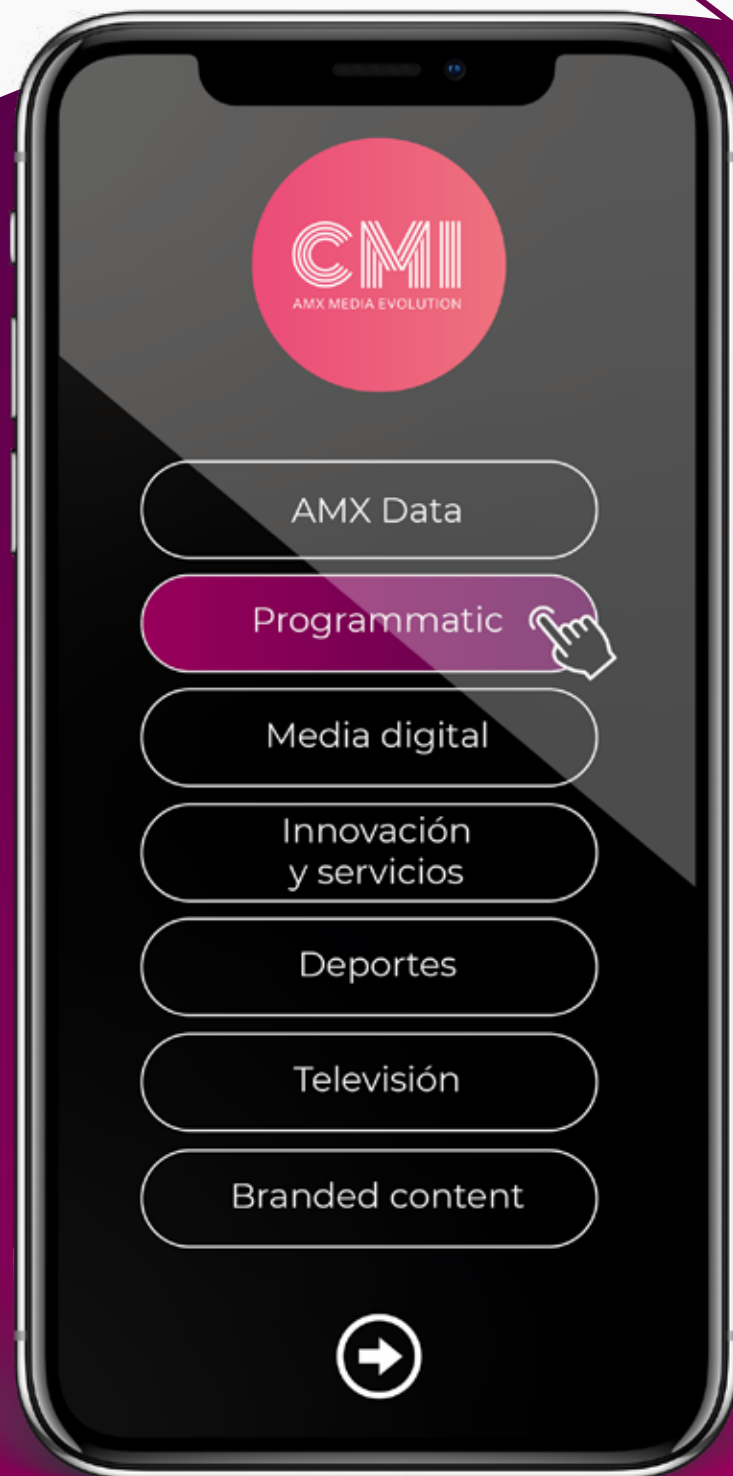 CMI
AMX MEDIA EVOLUTION
AMX Data
Programmatic
Media digital
Innovación
y servicios
Deportes
Televisión
Branded content